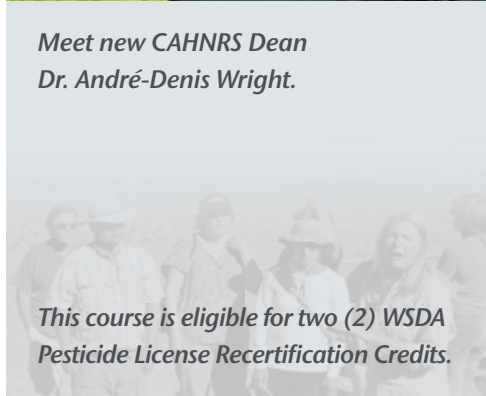 Meet new CAHNRS Dean
Dr. André-Denis Wright.
This course is eligible for two (2) WSDA
Pesticide License Recertification Credits.